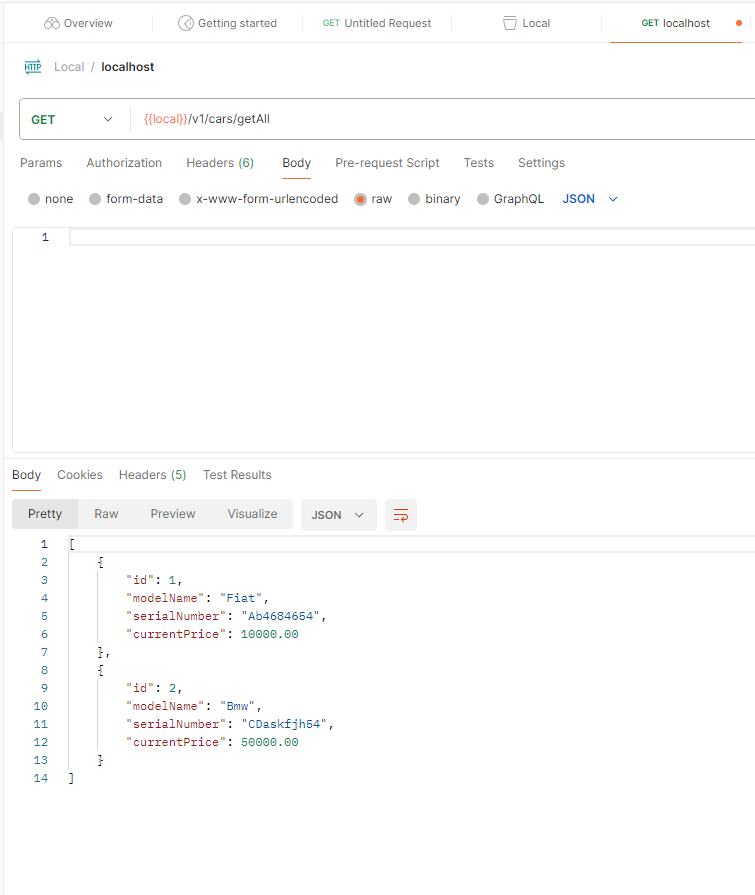 Overview Getting started GET Untitled Request Local GET localhost
HTTP Local / localhost
GET {{local}}/v1/cars/getAll
Params Authorization Headers (6) Body Pre-request Script Tests Settings
none form-data x-www-form-urlencoded raw binary GraphQL JSON
1
Body Cookies Headers (5) Test Results
Pretty Raw Preview Visualize JSON
1 [
2 {
3 "id": 1,
4 "modelName": "Fiat",
5 "serialNumber": "Ab4684654",
6 "currentPrice": 10000.00
7 },
8 {
9 "id": 2,
10 "modelName": "Bmw",
11 "serialNumber": "CDaskfjh54",
12 "currentPrice": 50000.00
13 }
14 ]